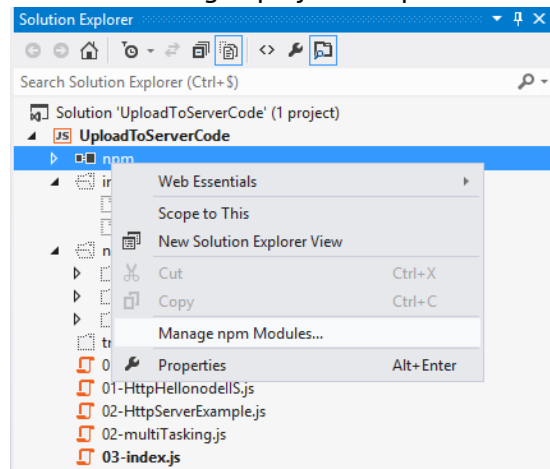 Solution Explorer
Search Solution Explorer (Ctrl+$)
Solution 'UploadToServerCode' (1 project)
JS UploadToServerCode
npm
Web Essentials
Scope to This
New Solution Explorer View
Cut Ctrl+X
Copy Ctrl+C
Manage npm Modules...
Properties Alt+Enter
01-HttpHellonodeIIS.js
02-HttpServerExample.js
02-multiTasking.js
03-index.js